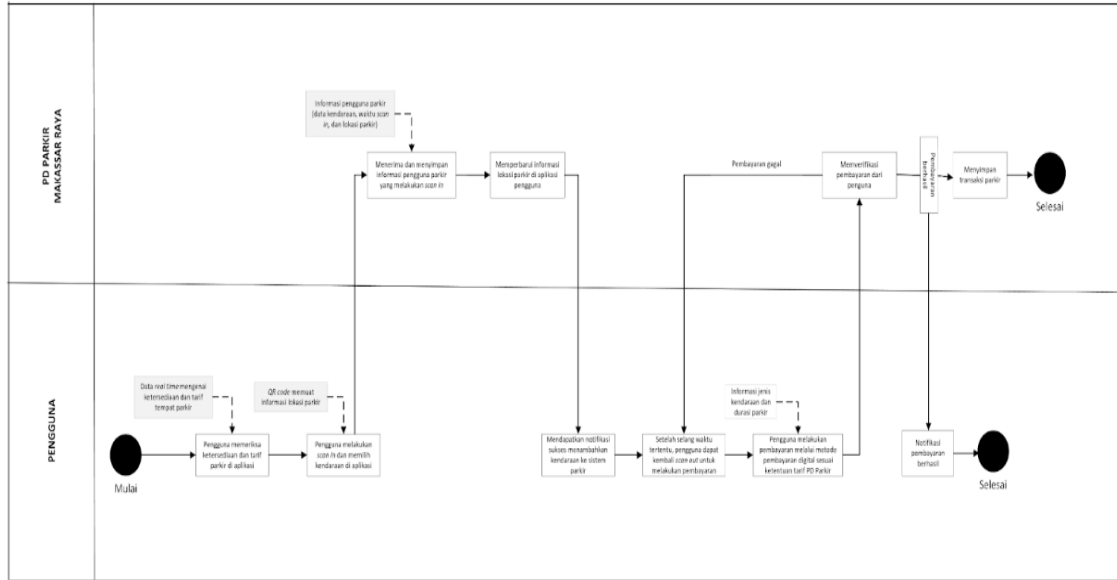 PD PARKIR
MAKASSAR RAYA
Informasi pengguna parkir
(data kendaraan, waktu scan
in, dan lokasi parkir)
Menerima dan menyimpan
informasi pengguna parkir
yang melakukan scan in
Memperbarui informasi
lokasi parkir di aplikasi
pengguna
Pembayaran gagal
Memverifikasi
pembayaran dari
penguna
Pembayaran
berhasil
Menyimpan
transaksi parkir
Selesai
PENGGUNA
Mulai
Data real time mengenai
ketersediaan dan tarif
tempat parkir
Pengguna memeriksa
ketersediaan dan tarif
parkir di aplikasi
QR code memuat
informasi lokasi parkir
Pengguna melakukan
scan in dan memilih
kendaraan di aplikasi
Mendapatkan notifikasi
sukses menambahkan
kendaraan ke sistem
parkir
Setelah selang waktu
tertentu, pengguna dapat
kembali scan out untuk
melakukan pembayaran
Informasi jenis
kendaraan dan
durasi parkir
Pengguna melakukan
pembayaran melalui metode
pembayaran digital sesuai
ketentuan tarif PD Parkir
Notifikasi
pembayaran
berhasil
Selesai